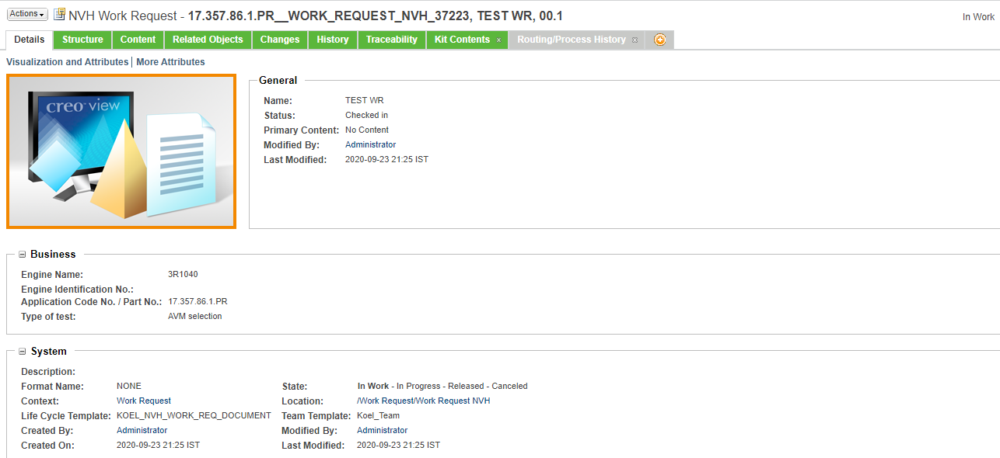 Actions NVH Work Request - 17.357.86.1.PR__WORK_REQUEST_NVH_37223, TEST WR, 00.1 In Work
Details Structure Content Related Objects Changes History Traceability Kit Contents x Routing/Process History x
Visualization and Attributes | More Attributes
creo view
General
Name: TEST WR
Status: Checked in
Primary Content: No Content
Modified By: Administrator
Last Modified: 2020-09-23 21:25 IST
Business
Engine Name: 3R1040
Engine Identification No.:
Application Code No. / Part No.: 17.357.86.1.PR
Type of test: AVM selection
System
Description:
Format Name: NONE State: In Work - In Progress - Released - Canceled
Context: Work Request Location: /Work Request/Work Request NVH
Life Cycle Template: KOEL_NVH_WORK_REQ_DOCUMENT Team Template: Koel_Team
Created By: Administrator Modified By: Administrator
Created On: 2020-09-23 21:25 IST Last Modified: 2020-09-23 21:25 IST